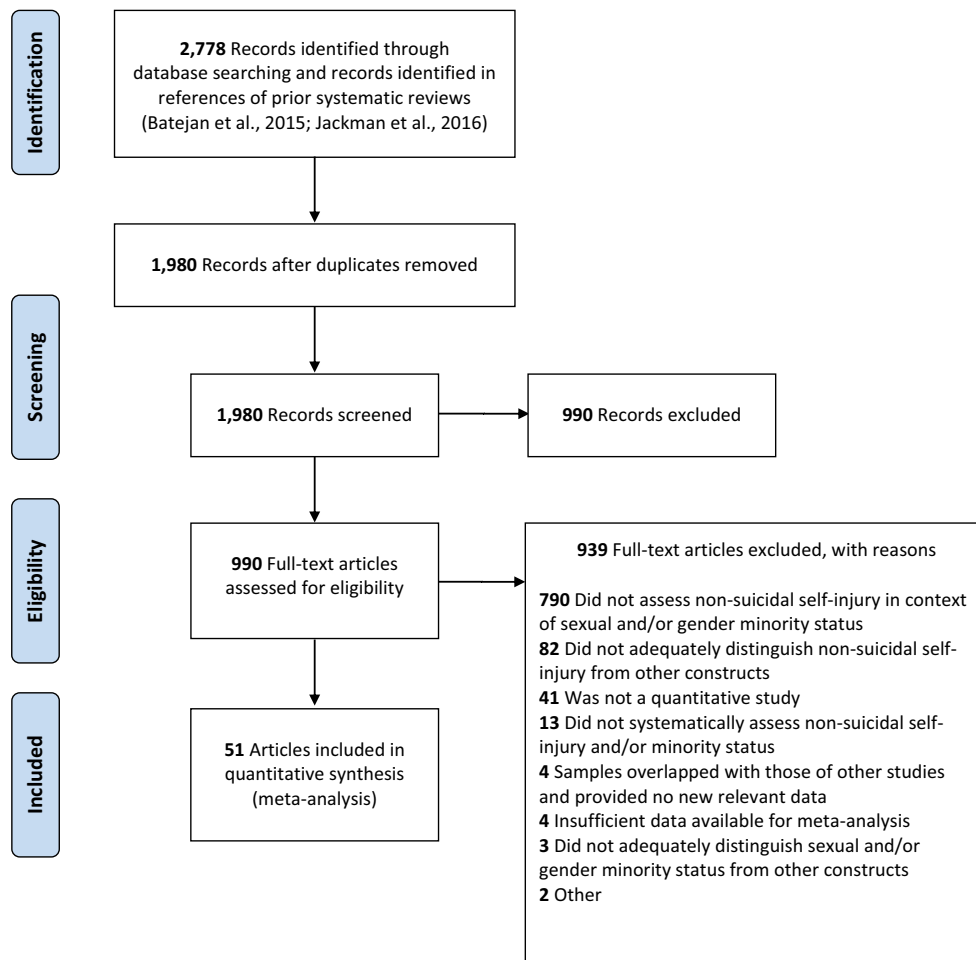 Identification
2,778 Records identified through
database searching and records identified in
references of prior systematic reviews
(Batejan et al., 2015; Jackman et al., 2016)
1,980 Records after duplicates removed
Screening
1,980 Records screened
990 Records excluded
Eligibility
990 Full-text articles
assessed for eligibility
939 Full-text articles excluded, with reasons
790 Did not assess non-suicidal self-injury in context
of sexual and/or gender minority status
82 Did not adequately distinguish non-suicidal self-
injury from other constructs
41 Was not a quantitative study
13 Did not systematically assess non-suicidal self-
injury and/or minority status
4 Samples overlapped with those of other studies
and provided no new relevant data
4 Insufficient data available for meta-analysis
3 Did not adequately distinguish sexual and/or
gender minority status from other constructs
2 Other
Included
51 Articles included in
quantitative synthesis
(meta-analysis)